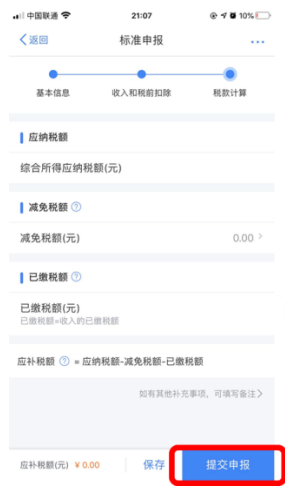 中国联通 21:07 10%
返回 标准申报 ...
基本信息 收入和税前扣除 税款计算
应纳税额
综合所得应纳税额(元)
减免税额 ?
减免税额(元) 0.00 >
已缴税额 ?
已缴税额(元)
已缴税额=收入的已缴税额
应补税额 ? = 应纳税额-减免税额-已缴税额
如有其他补充事项，可填写备注 >
应补税额(元) ¥ 0.00 保存 提交申报